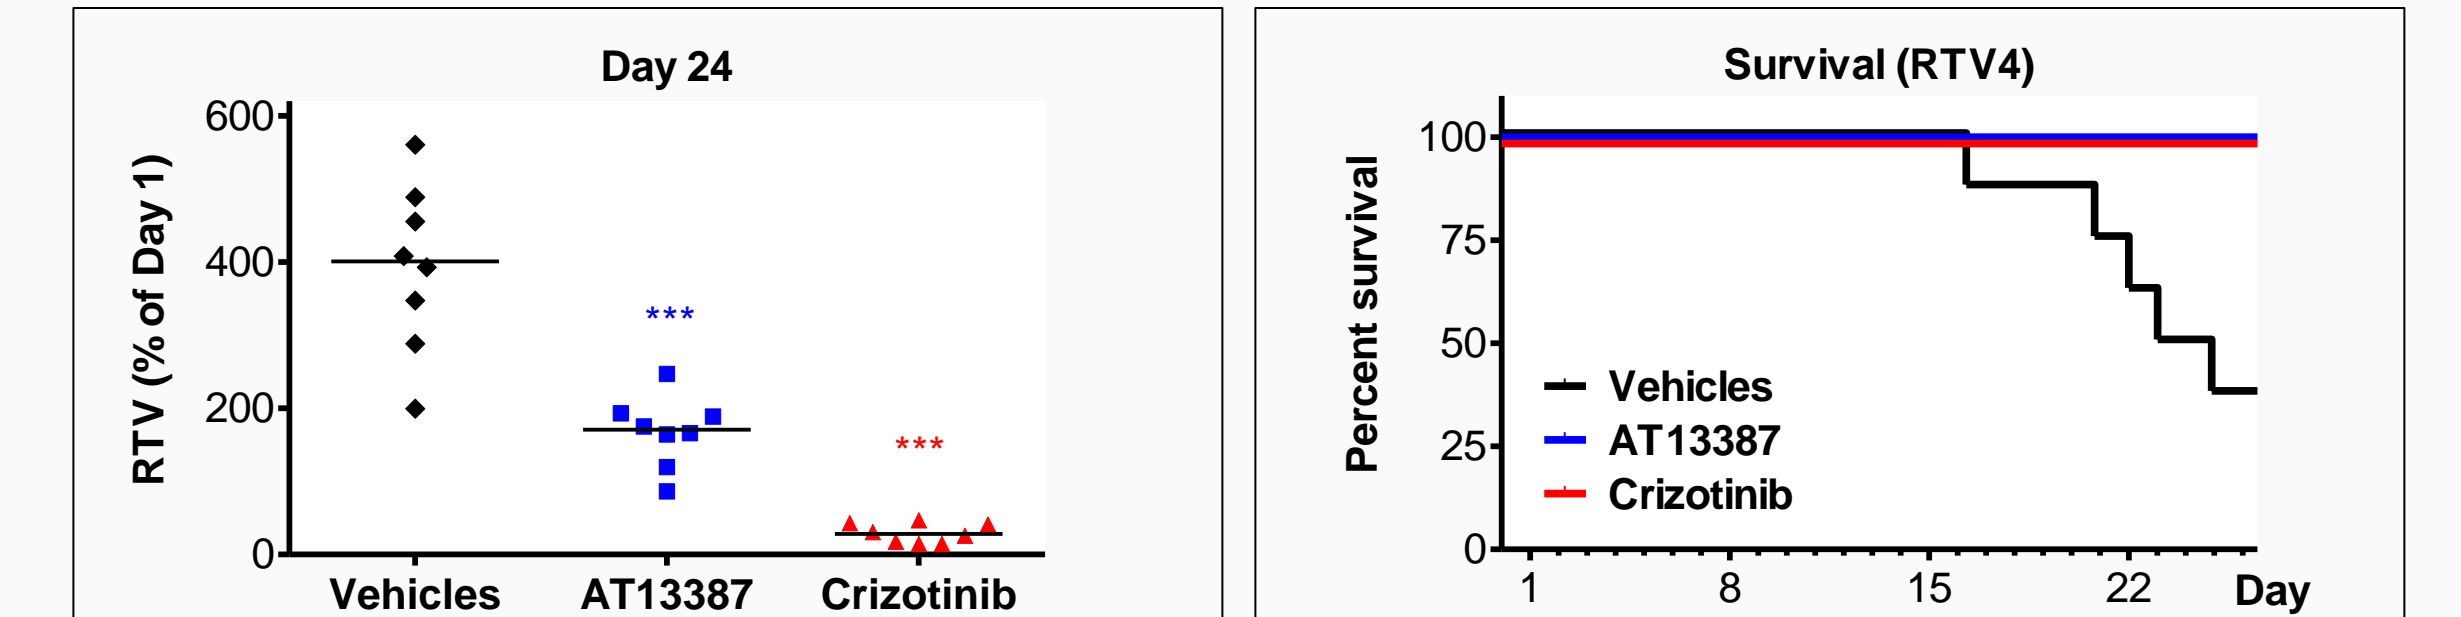 Day 24
600
400
200
0
RTV (% of Day 1)
***
***
Vehicles
AT13387
Crizotinib
Survival (RTV4)
100
75
50
25
0
Percent survival
Vehicles
AT13387
Crizotinib
1 8 15 22 Day